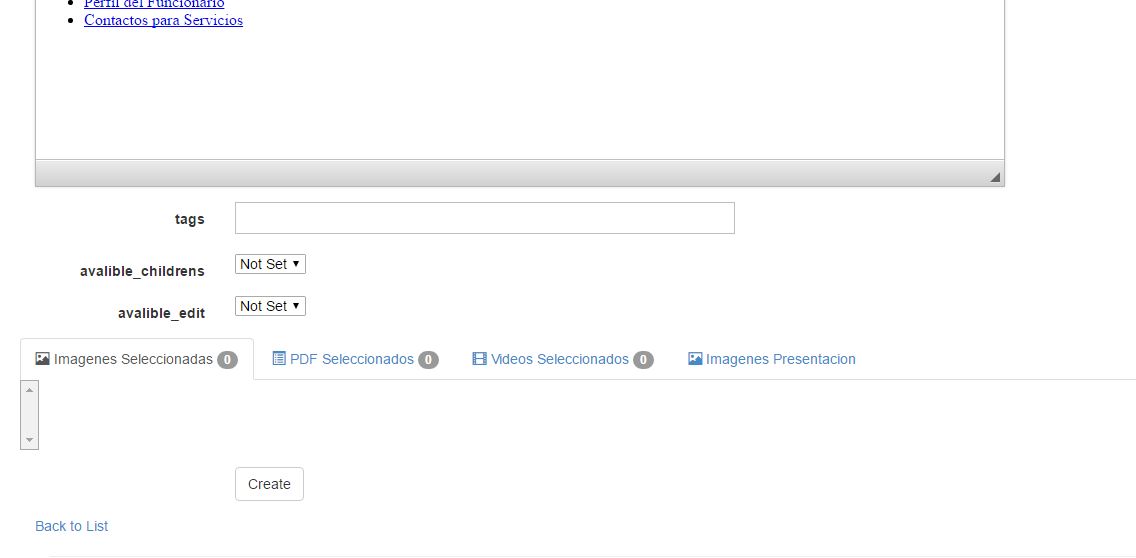 Perfil del Funcionario
Contactos para Servicios
tags
avalible_childrens Not Set
avalible_edit Not Set
Imagenes Seleccionadas 0 PDF Seleccionados 0 Videos Seleccionados 0 Imagenes Presentacion
Create
Back to List